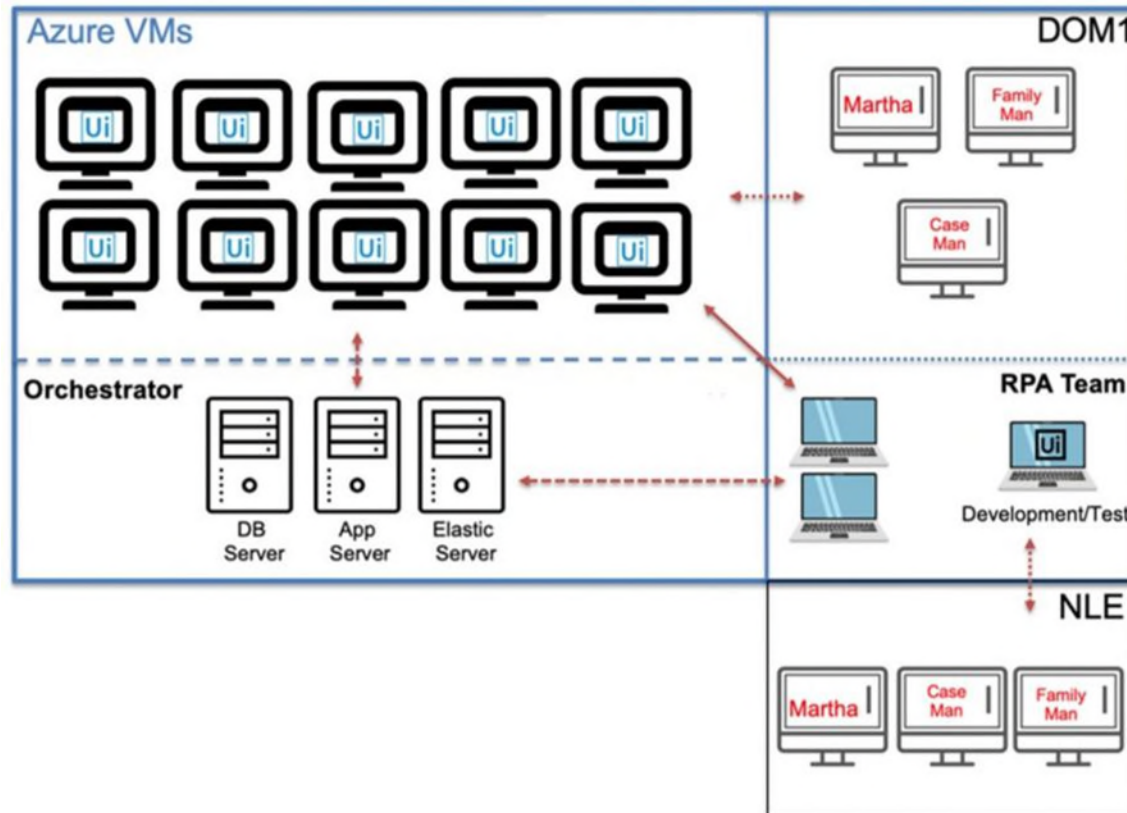 Azure VMs
DOM1
Ui
Ui
Ui
Ui
Ui
Martha
Family
Man
Ui
Ui
Ui
Ui
Ui
Case
Man
Orchestrator
RPA Team
Ui
DB
Server
App
Server
Elastic
Server
Development/Test
NLE
Martha
Case
Man
Family
Man